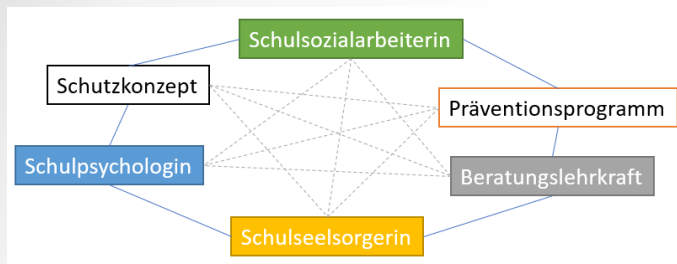 Schulsozialarbeiterin
Schutzkonzept
Präventionsprogramm
Schulpsychologin
Beratungslehrkraft
Schulseelsorgerin